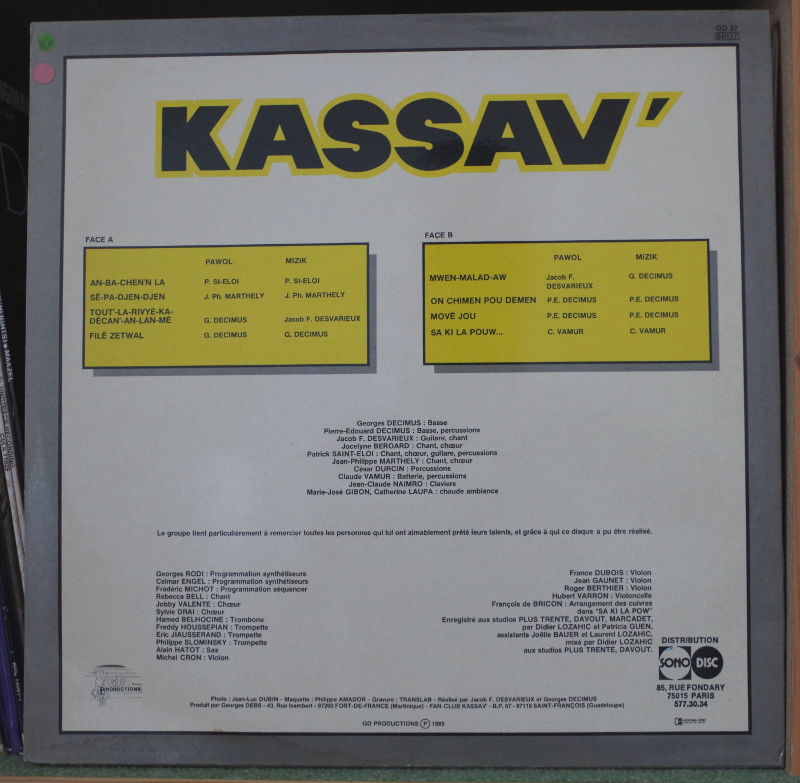 GD 27
SD 17
KASSAV'
FACE A
PAWOL MIZIK
AN-BA-CHEN'N LA P. St-ELOI P. St-ELOI
SÉ-PA-DJEN-DJEN J. Ph. MARTHELY J. Ph. MARTHELY
TOUT'-LA-RIVYÈ-KA-
DÉCAN'-AN-LAN-MÈ G. DECIMUS Jacob F. DESVARIEUX
FILÉ ZETWAL G. DECIMUS G. DECIMUS
FACE B
PAWOL MIZIK
MWEN-MALAD-AW Jacob F. G. DECIMUS
DESVARIEUX
ON CHIMEN POU DEMEN P.E. DECIMUS P.E. DECIMUS
MOVÉ JOU P.E. DECIMUS P.E. DECIMUS
SA KI LA POUW... C. VAMUR C. VAMUR
Georges DECIMUS : Basse
Pierre-Edouard DECIMUS : Basse, percussions
Jacob F. DESVARIEUX : Guitare, chant
Jocelyne BEROARD : Chant, chœur
Patrick SAINT-ELOI : Chant, chœur, guitare, percussions
Jean-Philippe MARTHELY : Chant, chœur
César DURCIN : Percussions
Claude VAMUR : Batterie, percussions
Jean-Claude NAIMRO : Claviers
Marie-José GIBON, Catherine LAUPA : chaude ambiance
Le groupe tient particulièrement à remercier toutes les personnes qui lui ont aimablement prêté leurs talents, et grâce à qui ce disque a pu être réalisé.
Georges RODI : Programmation synthétiseurs
Celmar ENGEL : Programmation synthétiseurs
Frédéric MICHOT : Programmation séquencer
Rebecca BELL : Chant
Jobby VALENTE : Chœur
Sylvie DRAI : Chœur
Hamed BELHOCINE : Trombone
Freddy HOUSSEPIAN : Trompette
Eric JIAUSSERAND : Trompette
Philippe SLOMINSKY : Trompette
Alain HATOT : Sax
Michel CRON : Violon
France DUBOIS : Violon
Jean GAUNET : Violon
Roger BERTHIER : Violon
Hubert VARRON : Violoncelle
François de BRICON : Arrangement des cuivres
dans "SA KI LA POW"
Enregistré aux studios PLUS TRENTE, DAVOUT, MARCADET,
par Didier LOZAHIC et Patricia GUEN,
assistants Joëlle BAUER et Laurent LOZAHIC,
mixé par Didier LOZAHIC
aux studios PLUS TRENTE, DAVOUT.
DISTRIBUTION
SONO DISC
85, RUE FONDARY
75015 PARIS
577.30.34
GD
PRODUCTIONS
Photo : Jean-Luc DUBIN - Maquette : Philippe AMADOR - Gravure : TRANSLAB - Réalisé par Jacob F. DESVARIEUX et Georges DECIMUS
Produit par Georges DEBS - 43, Rue Isambert - 97200 FORT-DE-FRANCE (Martinique) - FAN-CLUB KASSAV' - B.P. 67 - 97118 SAINT-FRANÇOIS (Guadeloupe)
GD PRODUCTIONS Ⓟ 1985